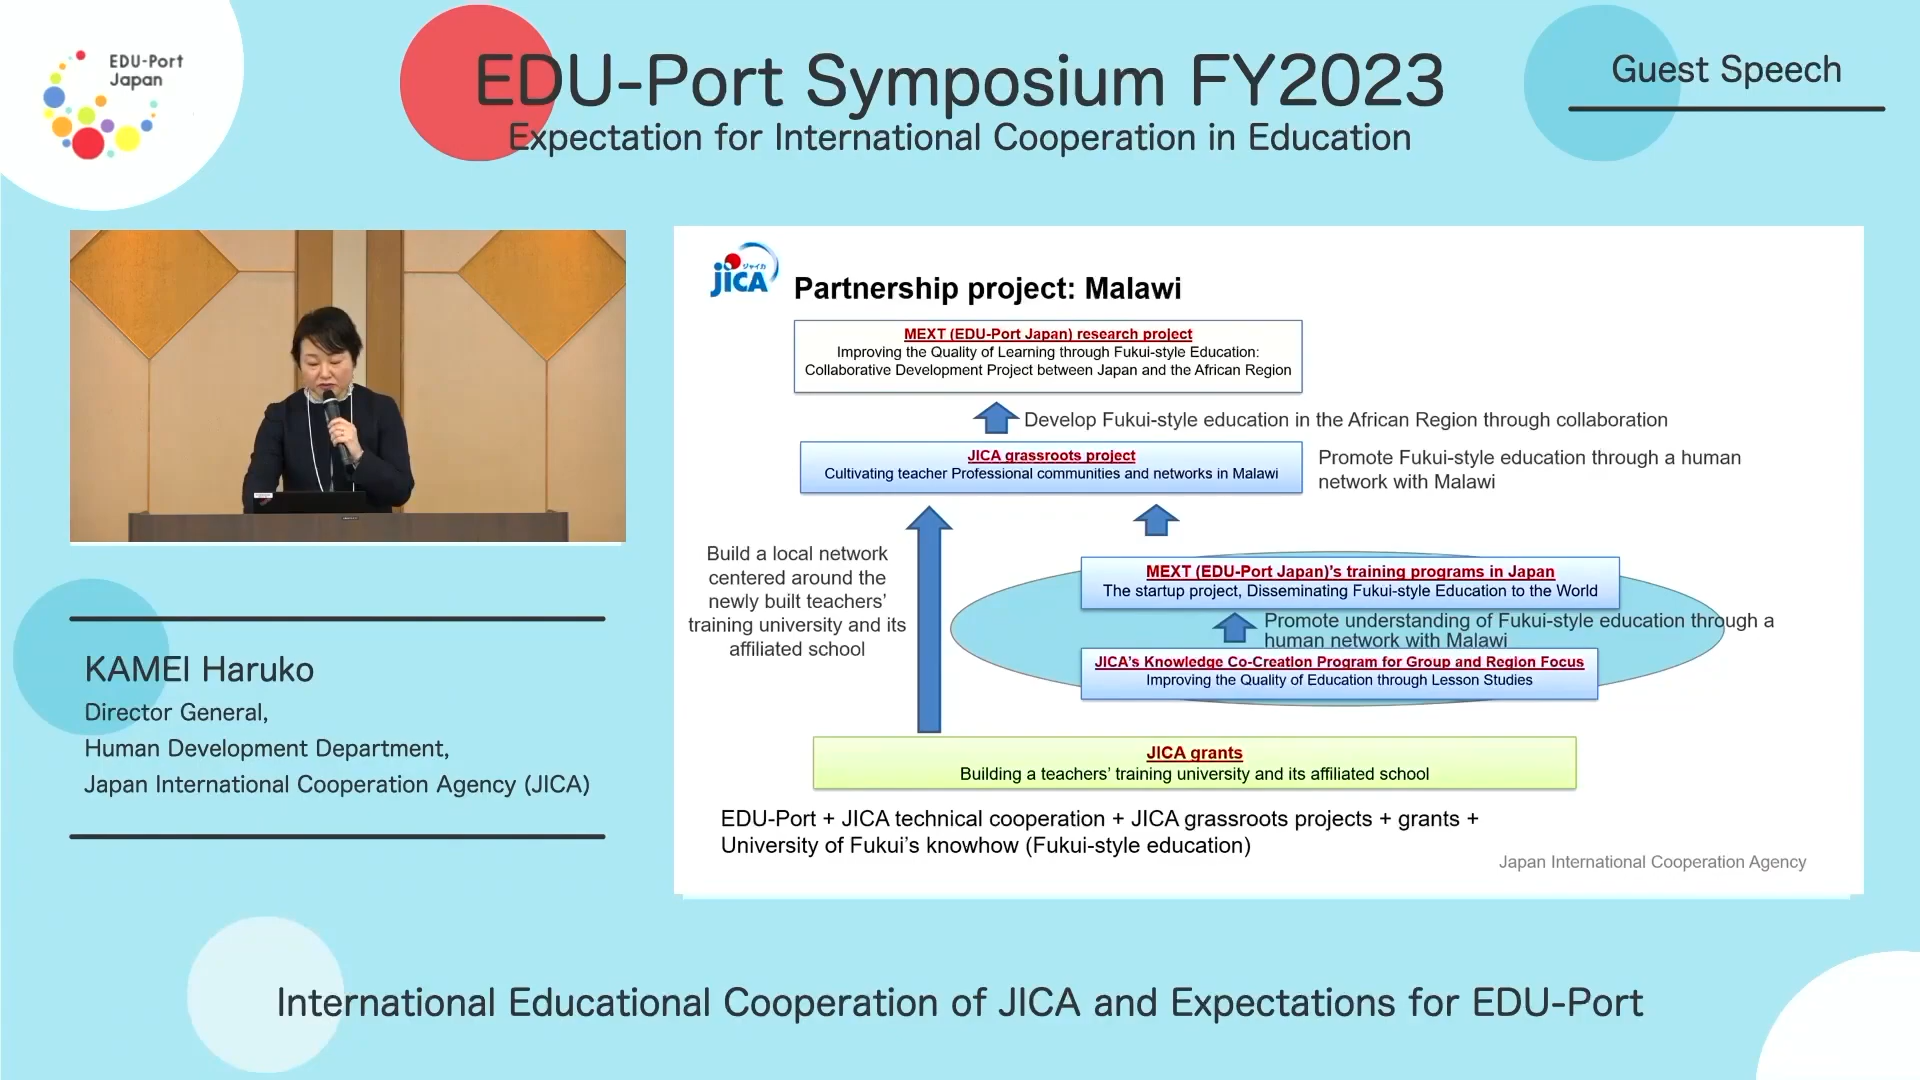 EDU-Port
Japan
EDU-Port Symposium FY2023
Expectation for International Cooperation in Education
Guest Speech
ジャイカ
JICA
Partnership project: Malawi
MEXT (EDU-Port Japan) research project
Improving the Quality of Learning through Fukui-style Education:
Collaborative Development Project between Japan and the African Region
Develop Fukui-style education in the African Region through collaboration
JICA grassroots project
Cultivating teacher Professional communities and networks in Malawi
Promote Fukui-style education through a human
network with Malawi
Build a local network
centered around the
newly built teachers’
training university and its
affiliated school
MEXT (EDU-Port Japan)’s training programs in Japan
The startup project, Disseminating Fukui-style Education to the World
Promote understanding of Fukui-style education through a
human network with Malawi
JICA’s Knowledge Co-Creation Program for Group and Region Focus
Improving the Quality of Education through Lesson Studies
JICA grants
Building a teachers’ training university and its affiliated school
EDU-Port + JICA technical cooperation + JICA grassroots projects + grants +
University of Fukui’s knowhow (Fukui-style education)
Japan International Cooperation Agency
KAMEI Haruko
Director General,
Human Development Department,
Japan International Cooperation Agency (JICA)
International Educational Cooperation of JICA and Expectations for EDU-Port